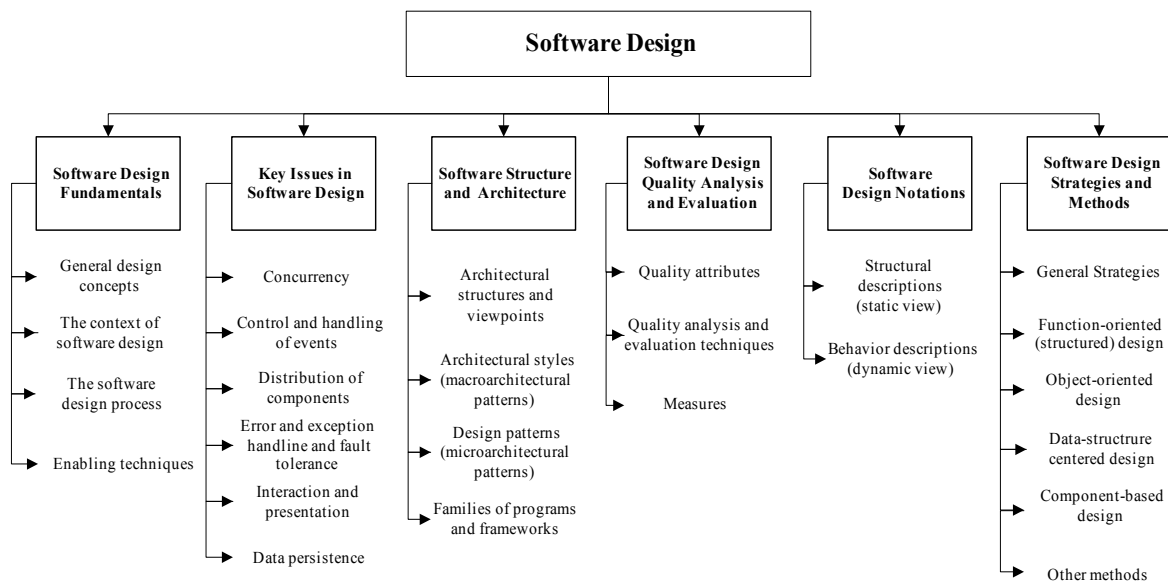 Software Design
Software Design
Fundamentals
General design
concepts
The context of
software design
The software
design process
Enabling techniques
Key Issues in
Software Design
Concurrency
Control and handling
of events
Distribution of
components
Error and exception
handline and fault
tolerance
Interaction and
presentation
Data persistence
Software Structure
and Architecture
Architectural
structures and
viewpoints
Architectural styles
(macroarchitectural
patterns)
Design patterns
(microarchitectural
patterns)
Families of programs
and frameworks
Software Design
Quality Analysis
and Evaluation
Quality attributes
Quality analysis and
evaluation techniques
Measures
Software
Design Notations
Structural
descriptions
(static view)
Behavior descriptions
(dynamic view)
Software Design
Strategies and
Methods
General Strategies
Function-oriented
(structured) design
Object-oriented
design
Data-structrure
centered design
Component-based
design
Other methods